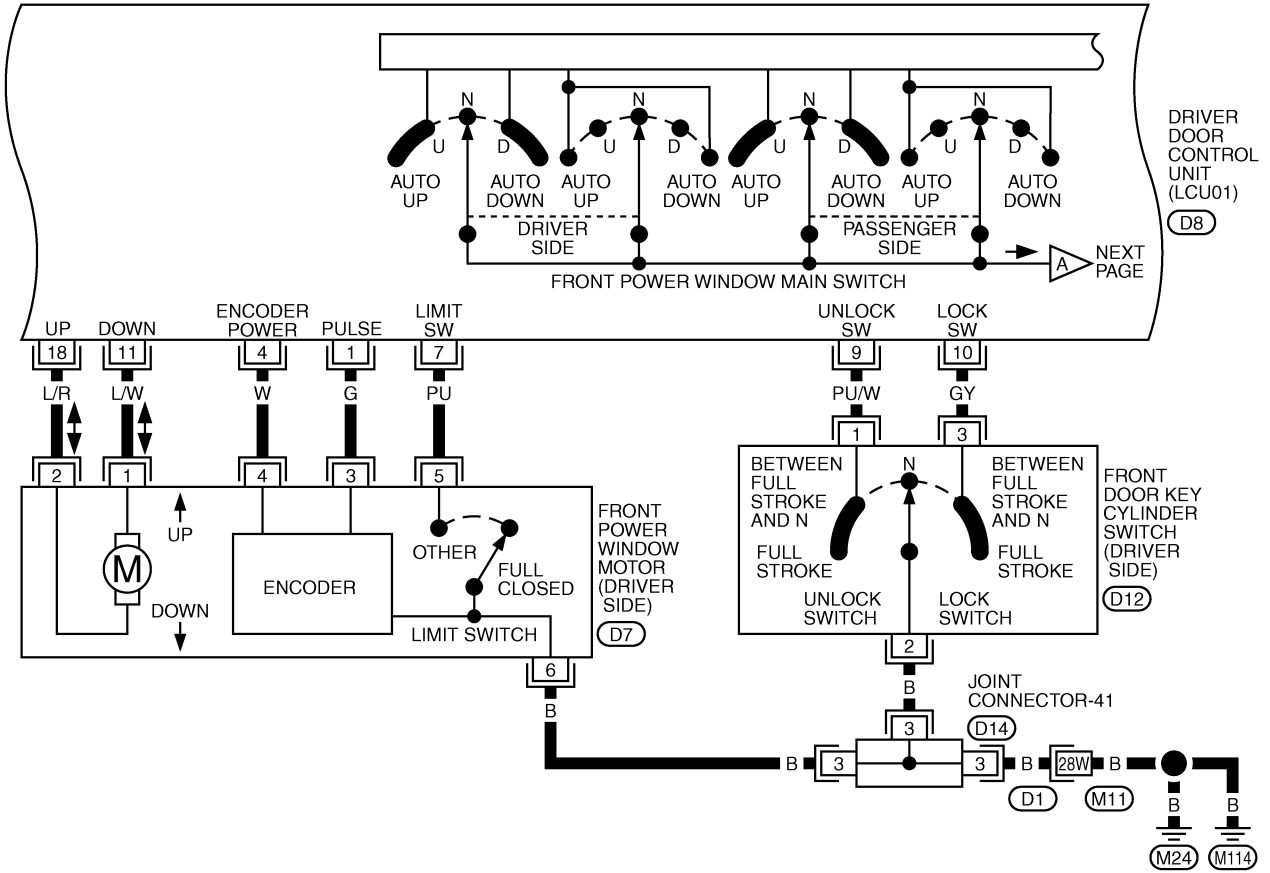 N
N
N
N
U
D
U
D
U
D
U
D
AUTO UP
AUTO DOWN
AUTO UP
AUTO DOWN
AUTO UP
AUTO DOWN
AUTO UP
AUTO DOWN
DRIVER
SIDE
PASSENGER
SIDE
FRONT POWER WINDOW MAIN SWITCH
A
NEXT
PAGE
DRIVER
DOOR
CONTROL
UNIT
(LCU01)
D8
UP
DOWN
ENCODER
POWER
PULSE
LIMIT
SW
UNLOCK
SW
LOCK
SW
18
11
4
1
7
9
10
L/R
L/W
W
G
PU
PU/W
GY
2
1
4
3
5
1
3
UP
M
DOWN
ENCODER
OTHER
FULL
CLOSED
LIMIT SWITCH
FRONT
POWER
WINDOW
MOTOR
(DRIVER
SIDE)
D7
BETWEEN
FULL
STROKE
AND N
FULL
STROKE
N
BETWEEN
FULL
STROKE
AND N
FULL
STROKE
UNLOCK
SWITCH
LOCK
SWITCH
FRONT
DOOR KEY
CYLINDER
SWITCH
(DRIVER
SIDE)
D12
6
B
2
B
JOINT
CONNECTOR-41
D14
3
B
3
3
B
28W
B
D1
M11
B
B
M24
M114